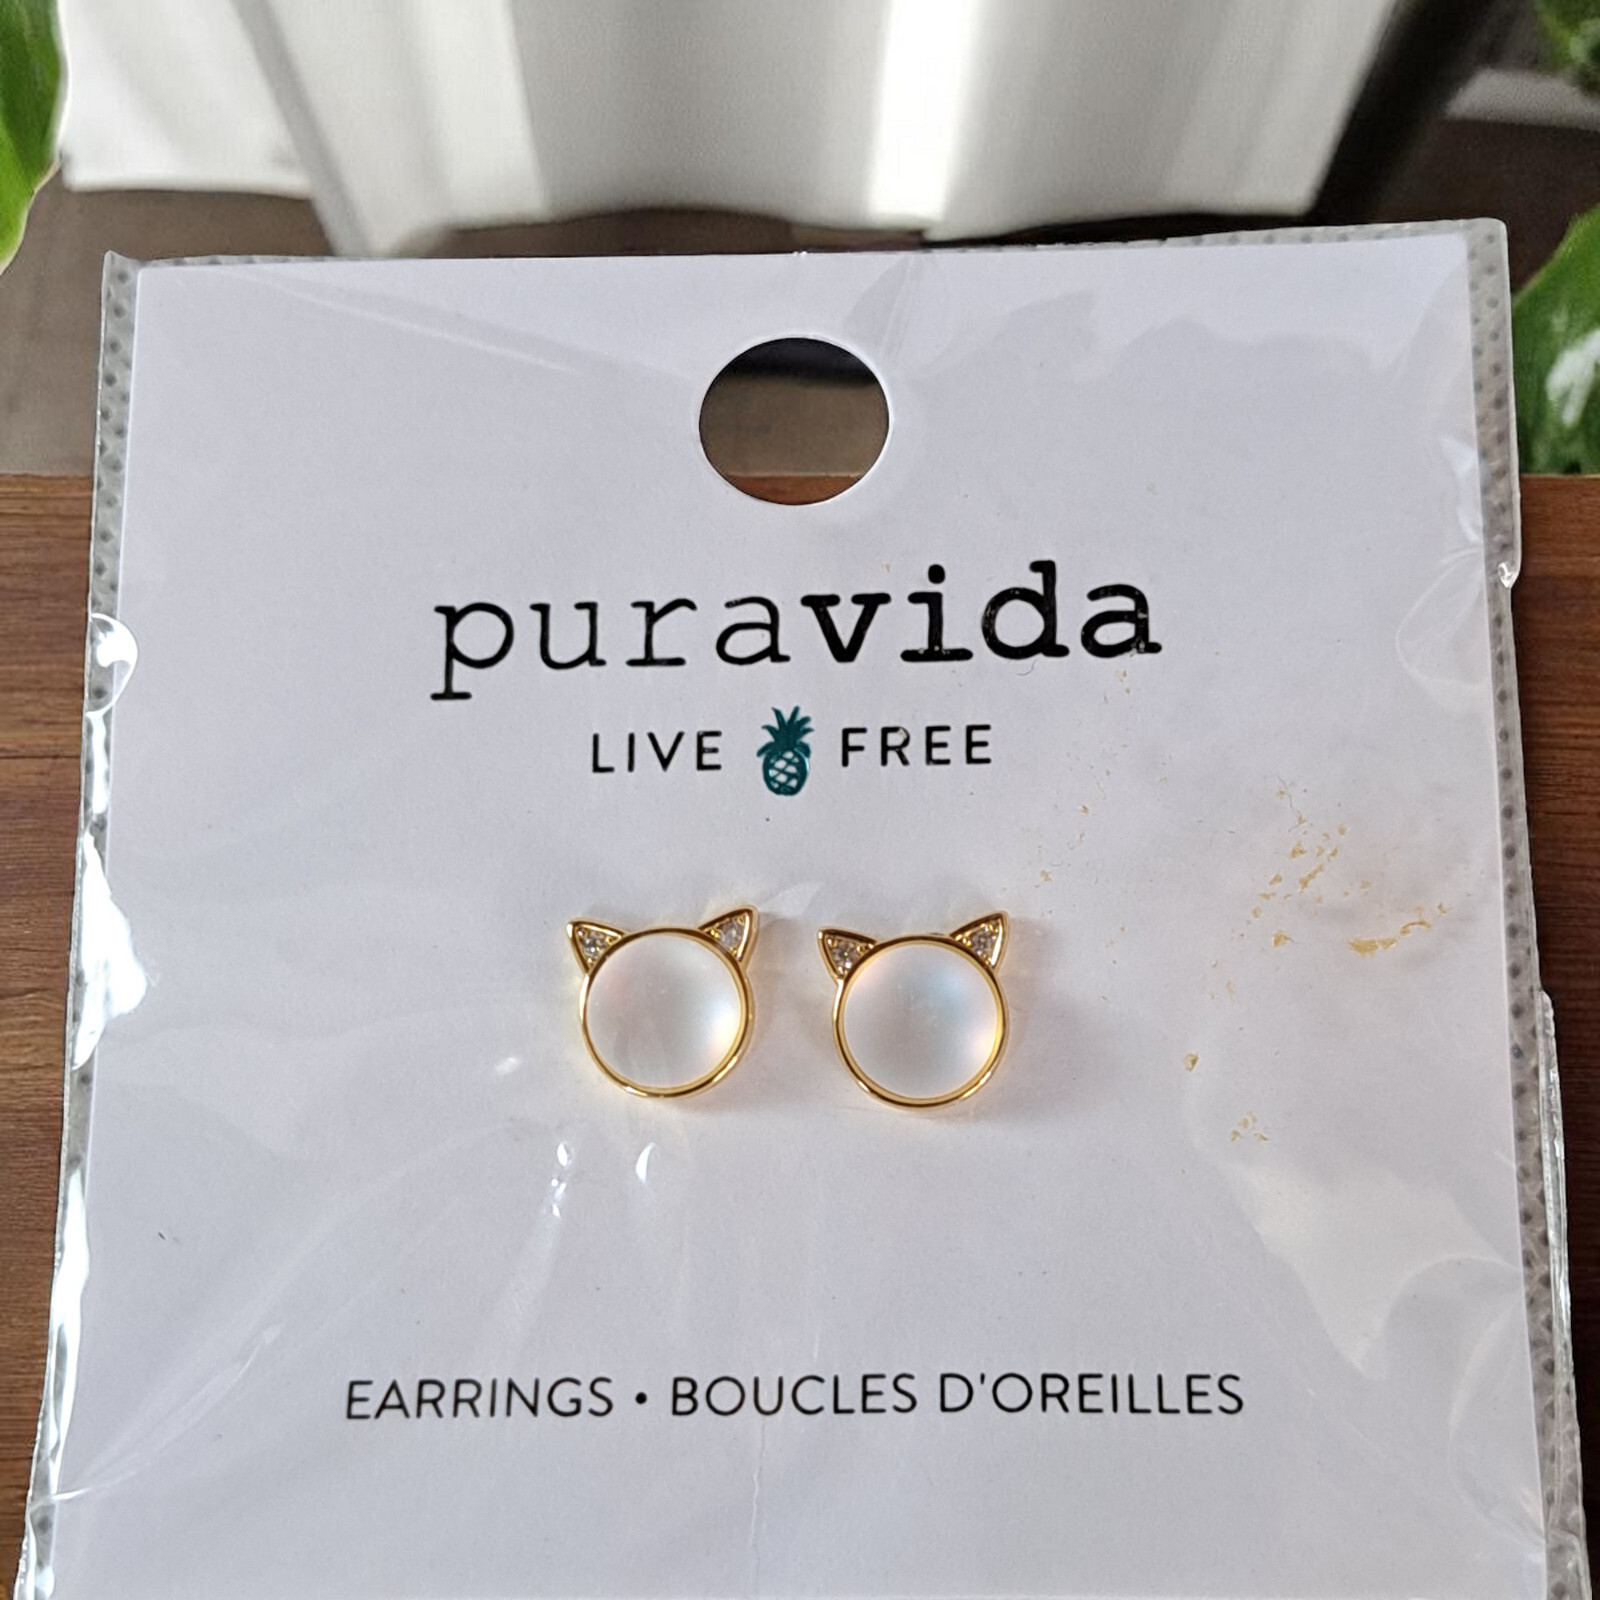 puravida
LIVE FREE
EARRINGS • BOUCLES D'OREILLES